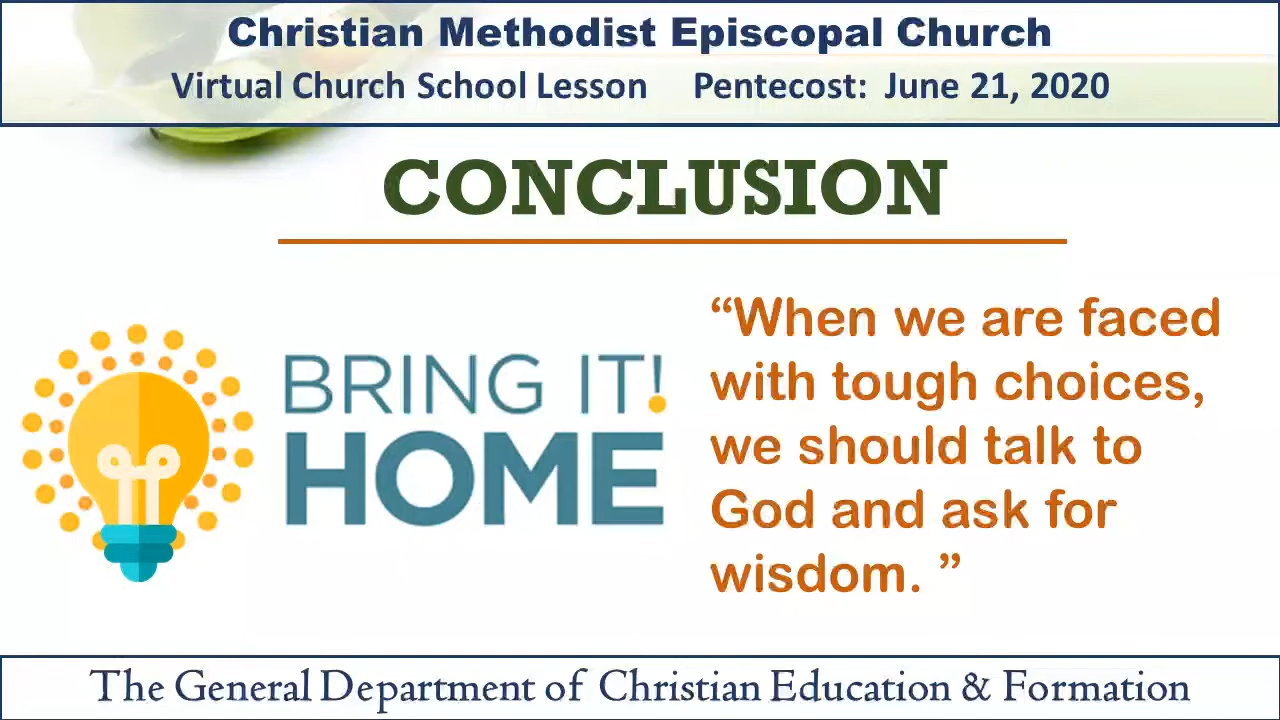 Christian Methodist Episcopal Church
Virtual Church School Lesson Pentecost: June 21, 2020
CONCLUSION
BRING IT!
HOME
“When we are faced
with tough choices,
we should talk to
God and ask for
wisdom. ”
The General Department of Christian Education & Formation